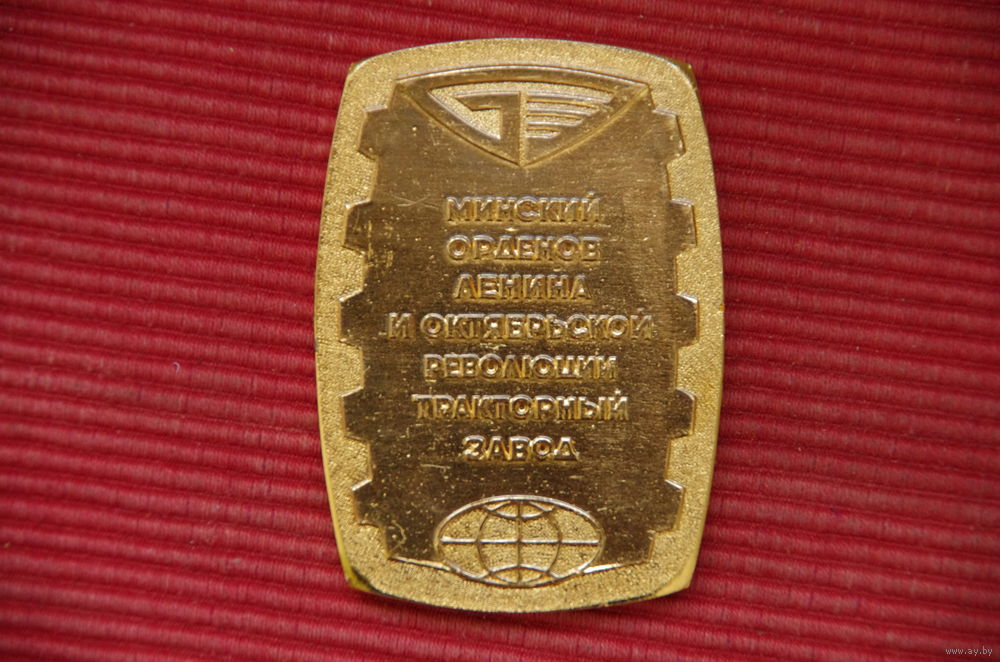 МИНСКИЙ
ОРДЕНОВ
ЛЕНИНА
И ОКТЯБРЬСКОЙ
РЕВОЛЮЦИИ
ТРАКТОРНЫЙ
ЗАВОД
www.ay.by